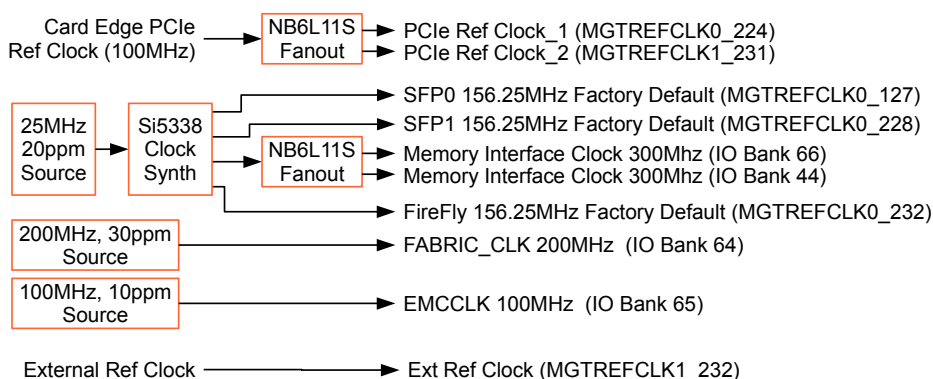 Card Edge PCIe
Ref Clock (100MHz)
NB6L11S
Fanout
PCIe Ref Clock_1 (MGTREFCLK0_224)
PCIe Ref Clock_2 (MGTREFCLK1_231)
25MHz
20ppm
Source
Si5338
Clock
Synth
SFP0 156.25MHz Factory Default (MGTREFCLK0_127)
SFP1 156.25MHz Factory Default (MGTREFCLK0_228)
NB6L11S
Fanout
Memory Interface Clock 300Mhz (IO Bank 66)
Memory Interface Clock 300Mhz (IO Bank 44)
FireFly 156.25MHz Factory Default (MGTREFCLK0_232)
200MHz, 30ppm
Source
FABRIC_CLK 200MHz (IO Bank 64)
100MHz, 10ppm
Source
EMCCLK 100MHz (IO Bank 65)
External Ref Clock
Ext Ref Clock (MGTREFCLK1_232)